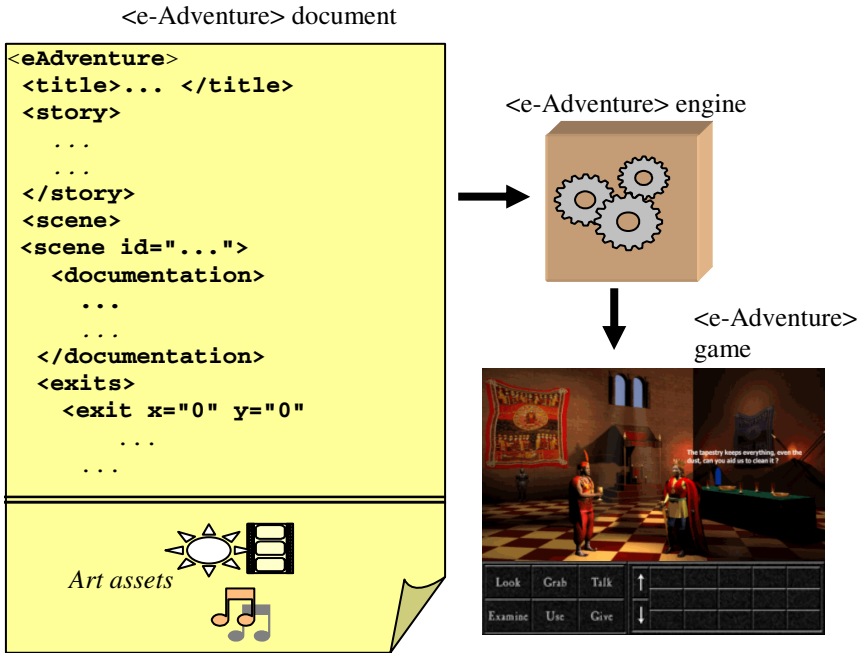 <e-Adventure> document
<eAdventure>
<title>... </title>
<story>
...
...
</story>
<scene>
<scene id="...">
<documentation>
...
...
</documentation>
<exits>
<exit x="0" y="0"
...
...
Art assets
<e-Adventure> engine
<e-Adventure>
game
The tapestry keeps everything, even the
dust, can you aid us to clean it ?
Look Grab Talk
Examine Use Give